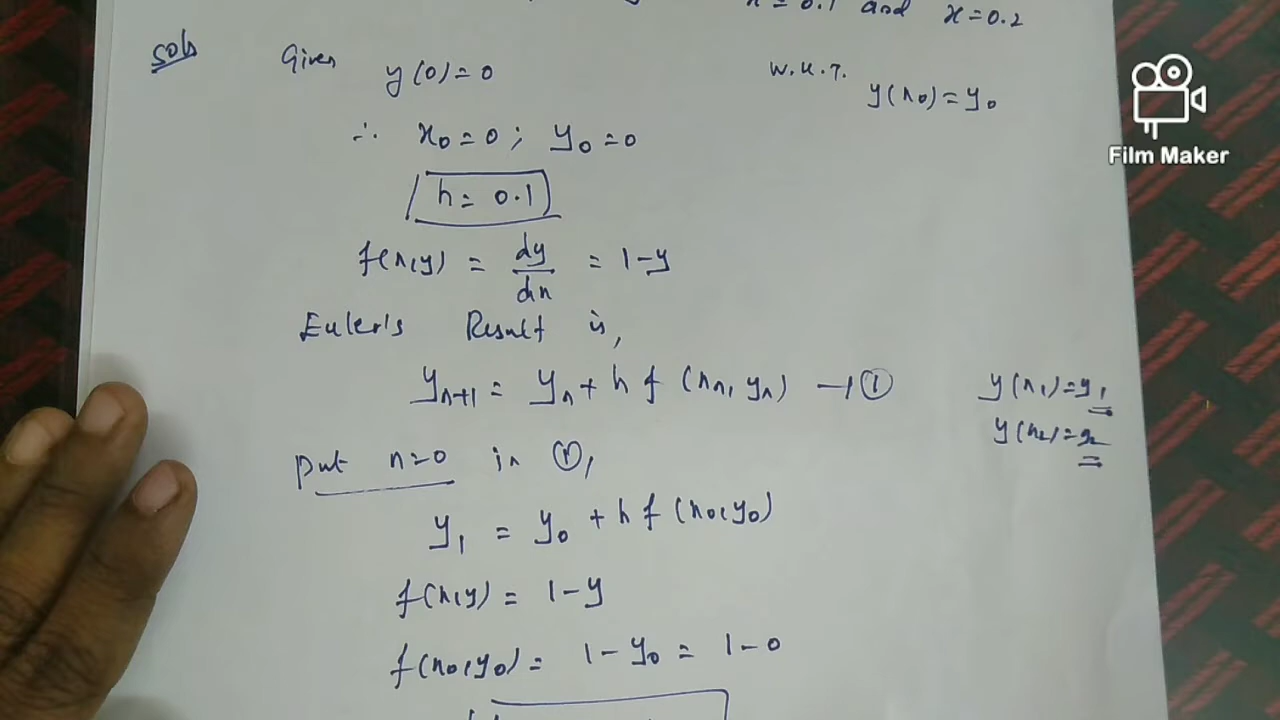 x = 0.1 and x = 0.2
Soln Given y(0) = 0 W.K.T. y(x0) = y0
∴ x0 = 0 ; y0 = 0
h = 0.1
f(x,y) = dy/dx = 1-y
Euler's Result is,
yn+1 = yn + h f (xn, yn) —①
y(x1) = y1
y(x2) = y2
put n=0 in ①,
y1 = y0 + h f (x0,y0)
f(x,y) = 1-y
f(x0,y0) = 1-y0 = 1-0
Film Maker